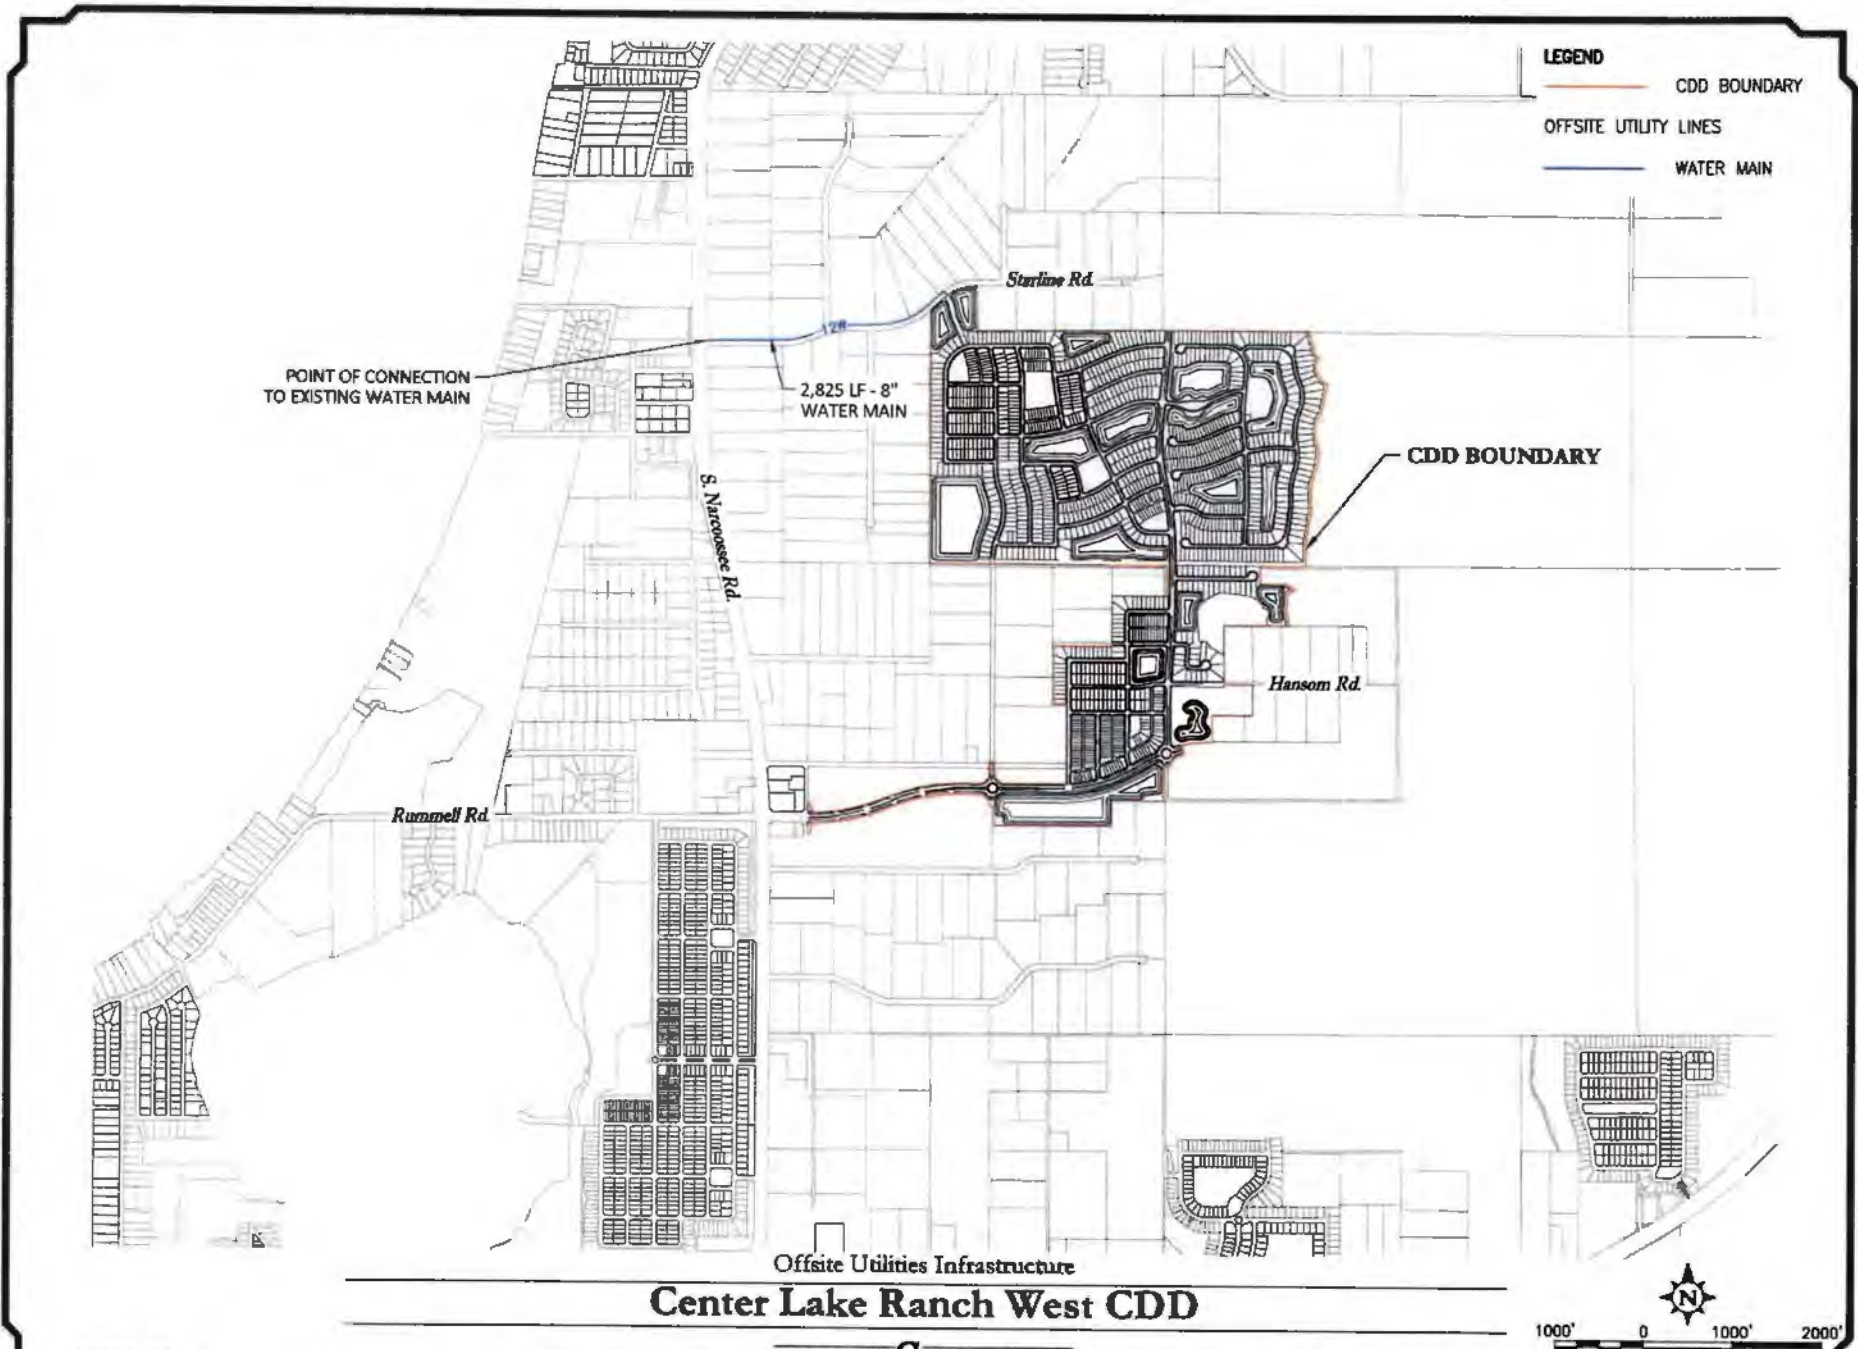 LEGEND
CDD BOUNDARY
OFFSITE UTILITY LINES
WATER MAIN
Starline Rd.
POINT OF CONNECTION
TO EXISTING WATER MAIN
2,825 LF - 8"
WATER MAIN
CDD BOUNDARY
S. Narcoossee Rd.
Hansom Rd.
Rummell Rd.
Offsite Utilities Infrastructure
Center Lake Ranch West CDD
N
1000' 0 1000' 2000'